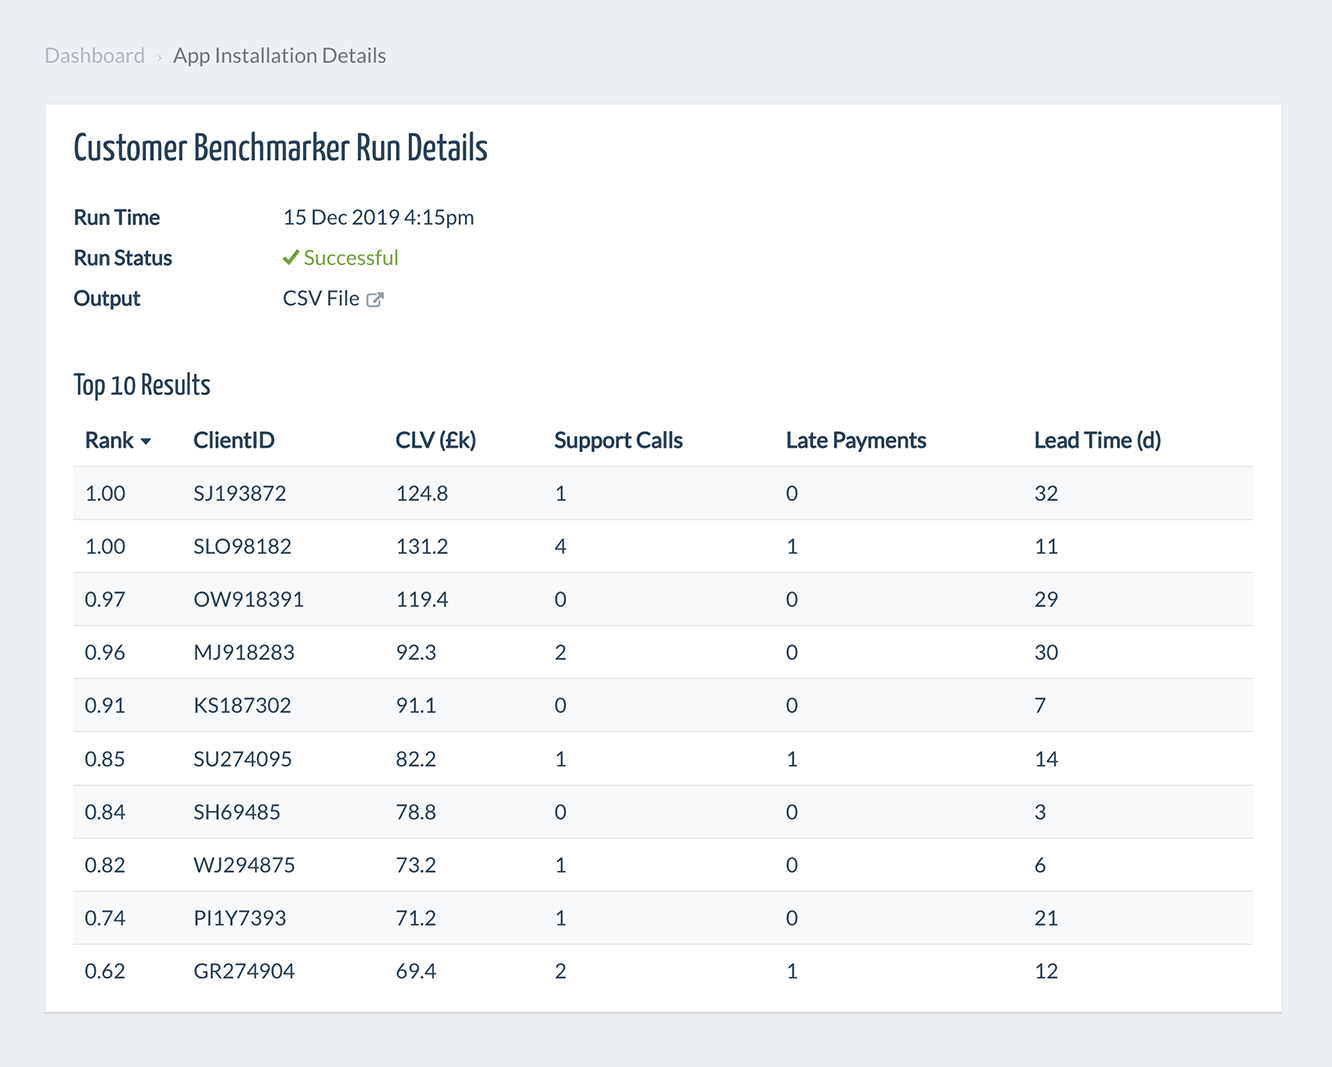 Dashboard › App Installation Details
Customer Benchmarker Run Details
Run Time 15 Dec 2019 4:15pm
Run Status Successful
Output CSV File
Top 10 Results
Rank ClientID CLV (£k) Support Calls Late Payments Lead Time (d)
1.00 SJ193872 124.8 1 0 32
1.00 SLO98182 131.2 4 1 11
0.97 OW918391 119.4 0 0 29
0.96 MJ918283 92.3 2 0 30
0.91 KS187302 91.1 0 0 7
0.85 SU274095 82.2 1 1 14
0.84 SH69485 78.8 0 0 3
0.82 WJ294875 73.2 1 0 6
0.74 PI1Y7393 71.2 1 0 21
0.62 GR274904 69.4 2 1 12